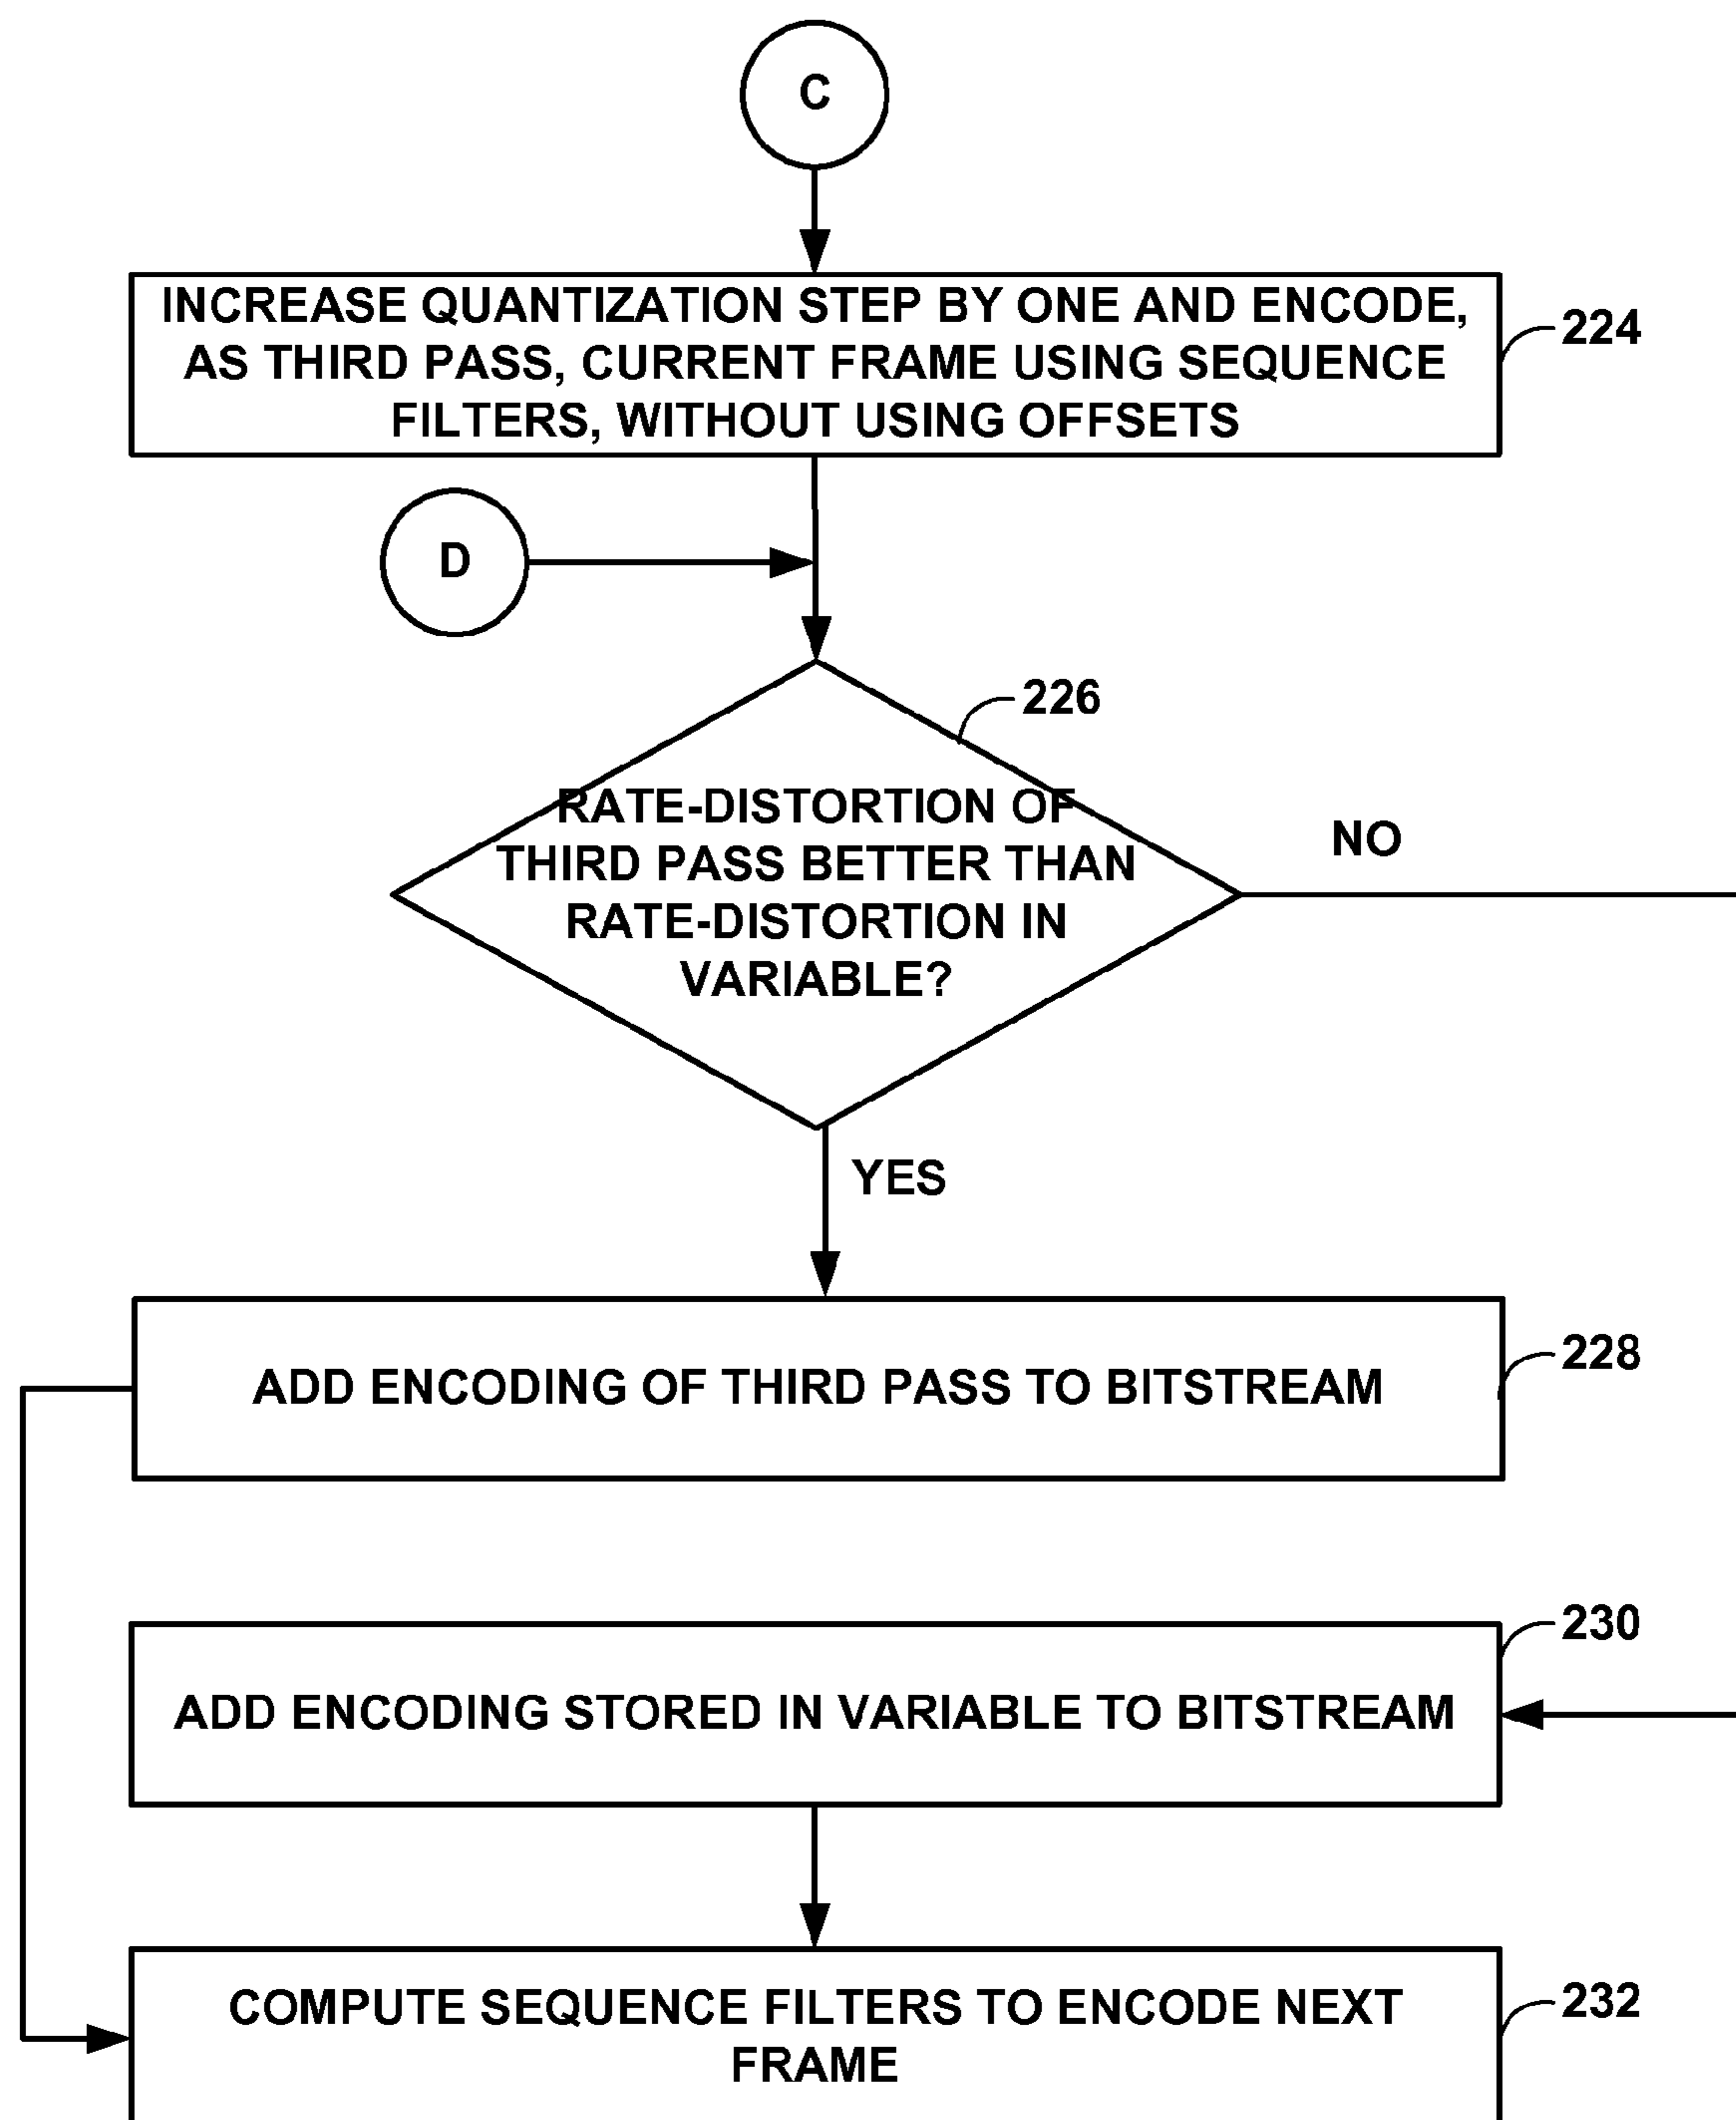 C
INCREASE QUANTIZATION STEP BY ONE AND ENCODE,
AS THIRD PASS, CURRENT FRAME USING SEQUENCE
FILTERS, WITHOUT USING OFFSETS
224
D
226
RATE-DISTORTION OF
THIRD PASS BETTER THAN
RATE-DISTORTION IN
VARIABLE?
NO
YES
ADD ENCODING OF THIRD PASS TO BITSTREAM
228
ADD ENCODING STORED IN VARIABLE TO BITSTREAM
230
COMPUTE SEQUENCE FILTERS TO ENCODE NEXT
FRAME
232